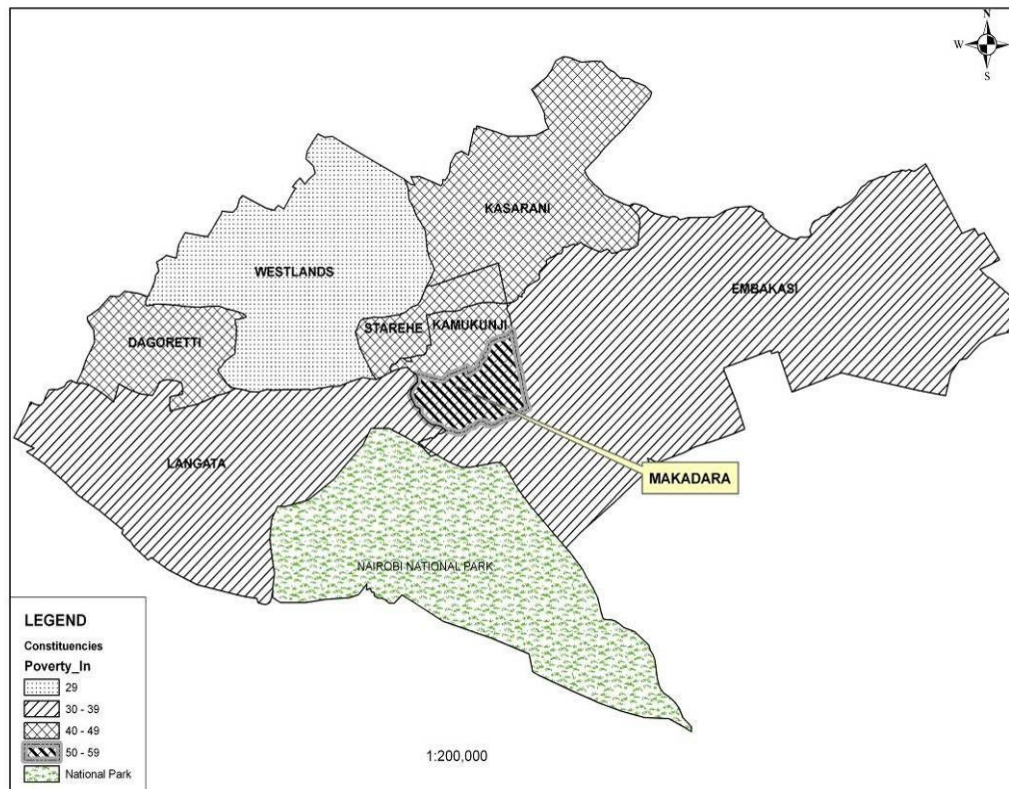 N
W
S
KASARANI
WESTLANDS
EMBAKASI
STAREHE
KAMUKUNJI
DAGORETTI
LANGATA
MAKADARA
NAIROBI NATIONAL PARK
LEGEND
Constituencies
Poverty_In
29
30 - 39
40 - 49
50 - 59
National Park
1:200,000